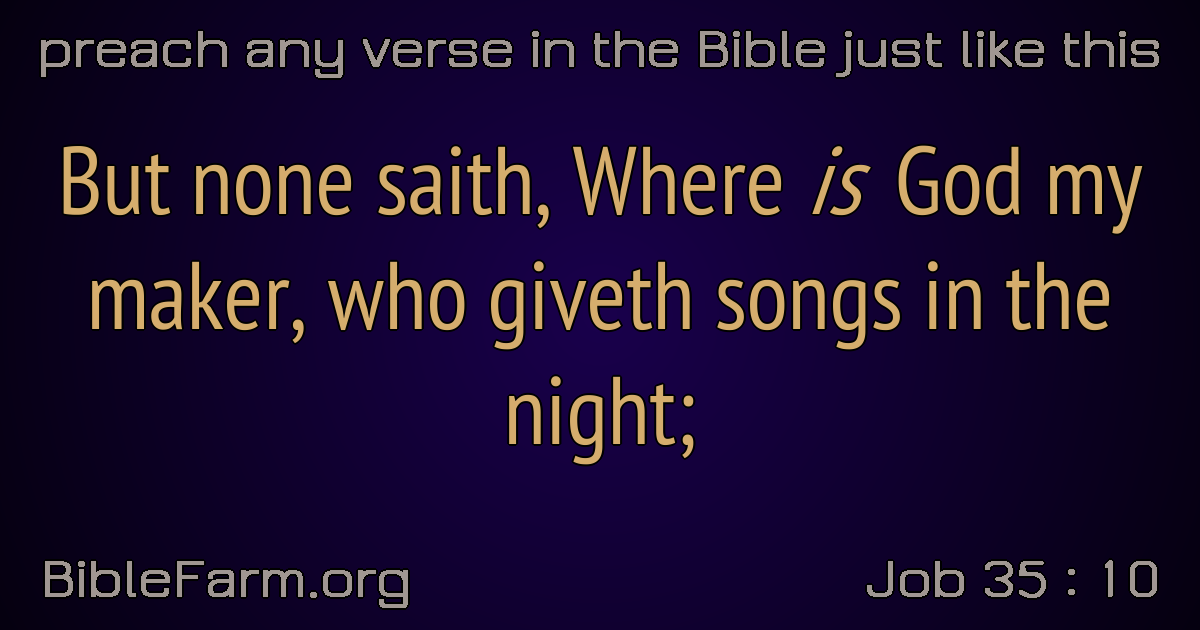 preach any verse in the Bible just like this
But none saith, Where is God my
maker, who giveth songs in the
night;
BibleFarm.org
Job 35 : 10